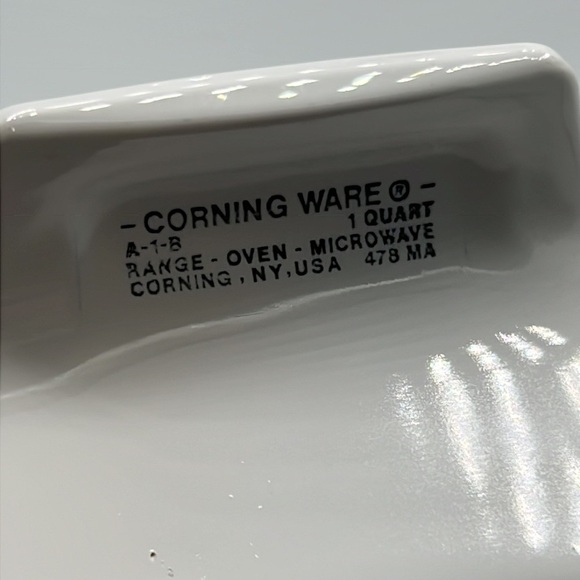 - CORNING WARE ® -
A-1-B 1 QUART
RANGE - OVEN - MICROWAVE
CORNING, NY, USA 478 MA